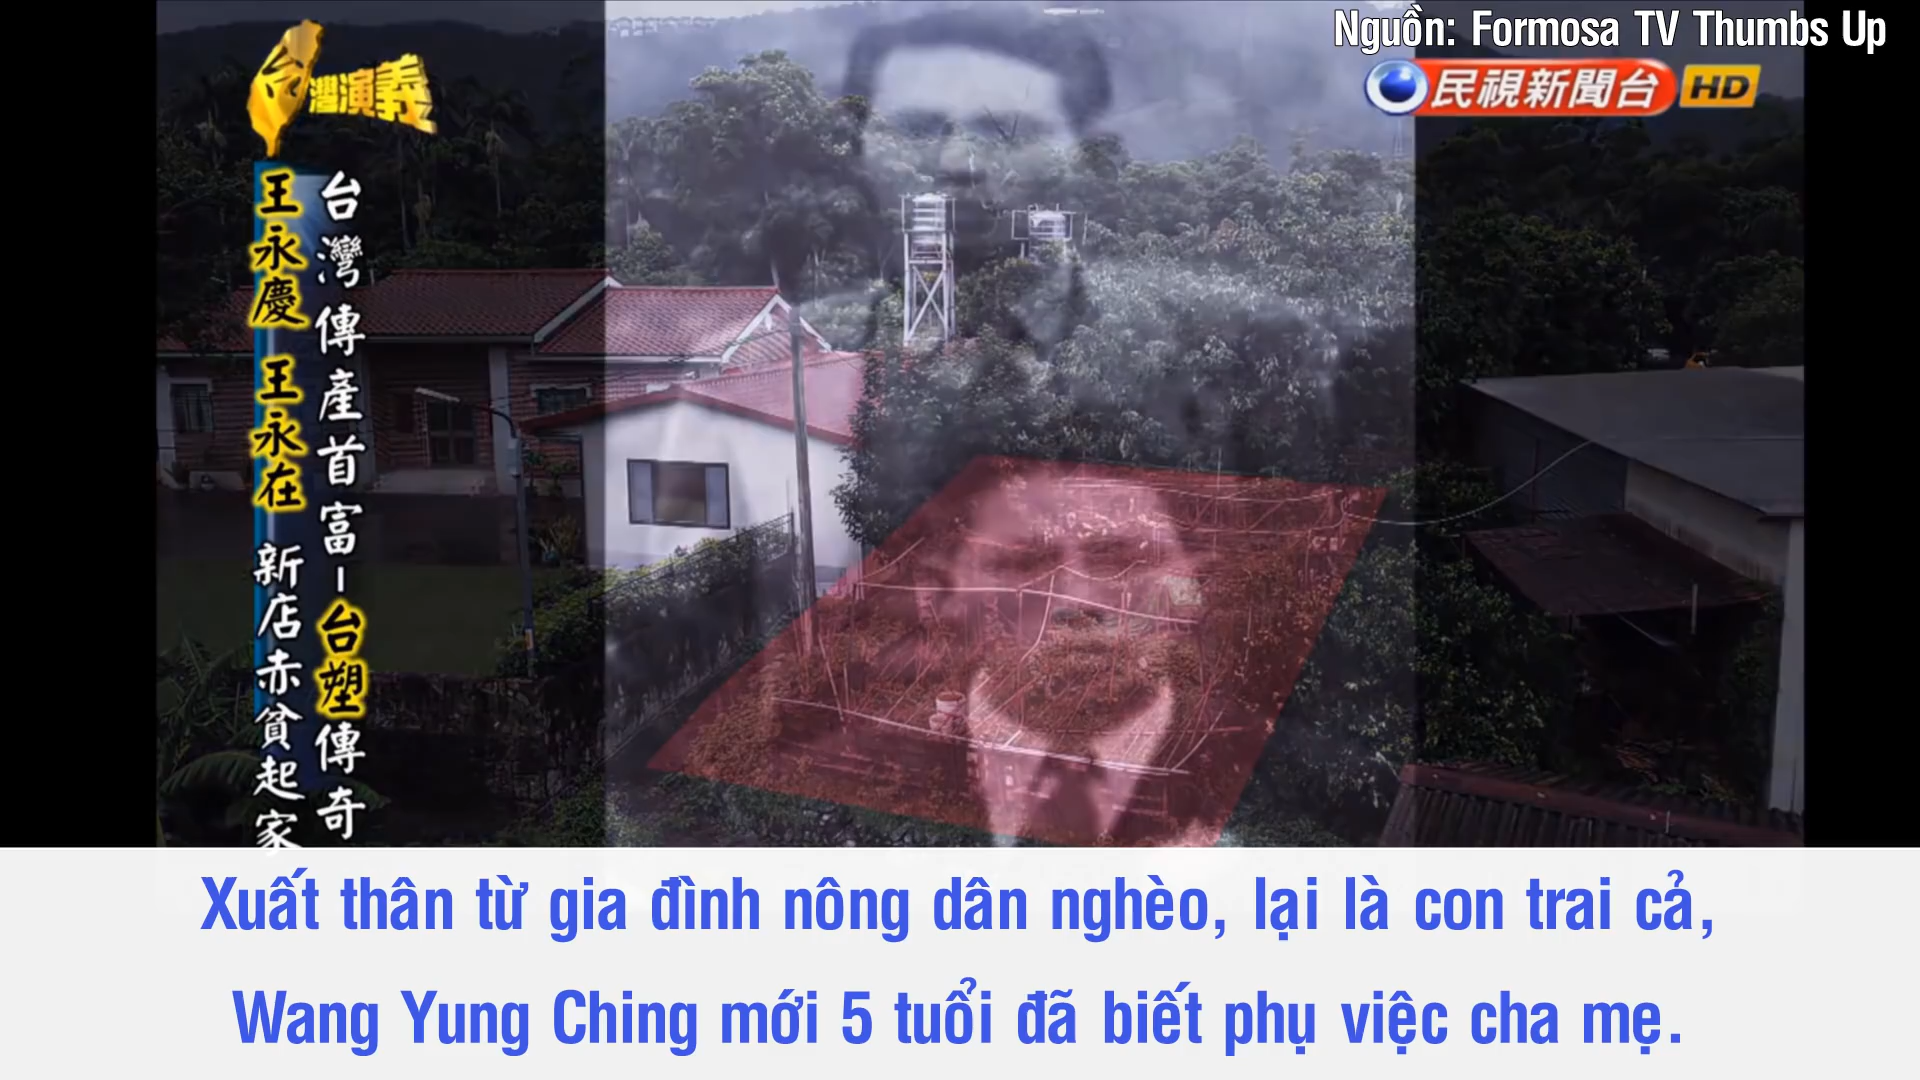 Nguồn: Formosa TV Thumbs Up
台灣演義
民視新聞台 HD
台灣傳產首富-台塑傳奇
王永慶 王永在 新店赤貧起家
Xuất thân từ gia đình nông dân nghèo, lại là con trai cả,
Wang Yung Ching mới 5 tuổi đã biết phụ việc cha mẹ.